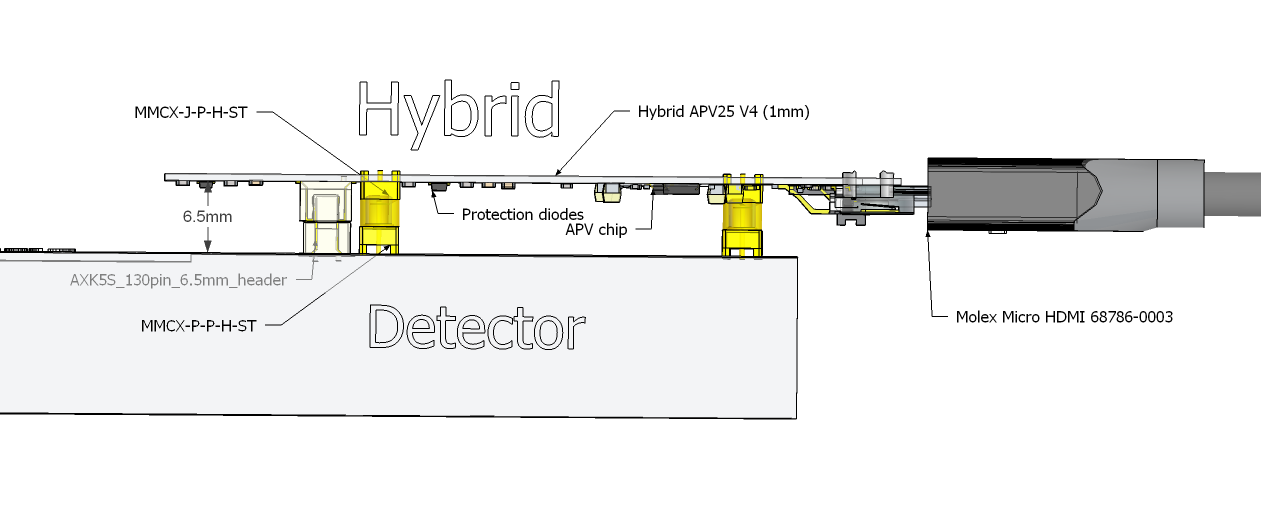 Hybrid
MMCX-J-P-H-ST
Hybrid APV25 V4 (1mm)
6.5mm
Protection diodes
APV chip
AXK5S_130pin_6.5mm_header
MMCX-P-P-H-ST
Detector
Molex Micro HDMI 68786-0003